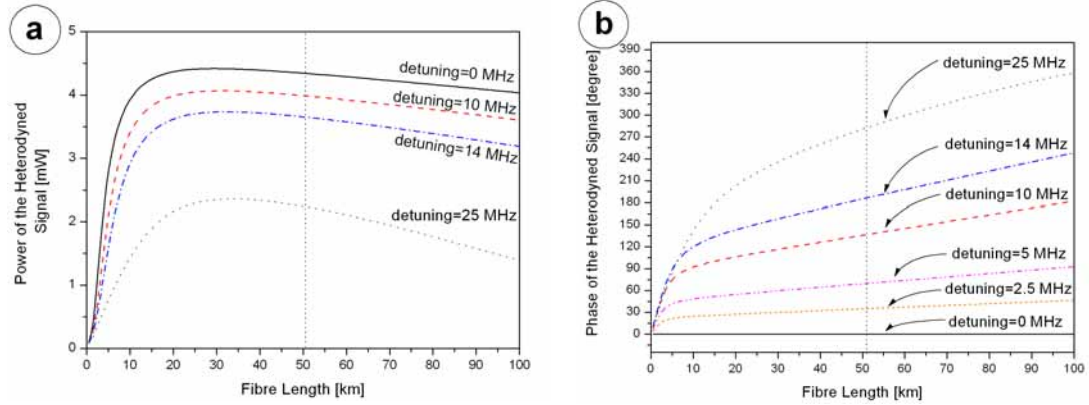 a
Power of the Heterodyned
Signal [mW]
5
4
3
2
1
0
detuning=0 MHz
detuning=10 MHz
detuning=14 MHz
detuning=25 MHz
0 10 20 30 40 50 60 70 80 90 100
Fibre Length [km]
b
Phase of the Heterodyned Signal [degree]
390
360
330
300
270
240
210
180
150
120
90
60
30
0
detuning=25 MHz
detuning=14 MHz
detuning=10 MHz
detuning=5 MHz
detuning=2.5 MHz
detuning=0 MHz
0 10 20 30 40 50 60 70 80 90 100
Fibre Length [km]